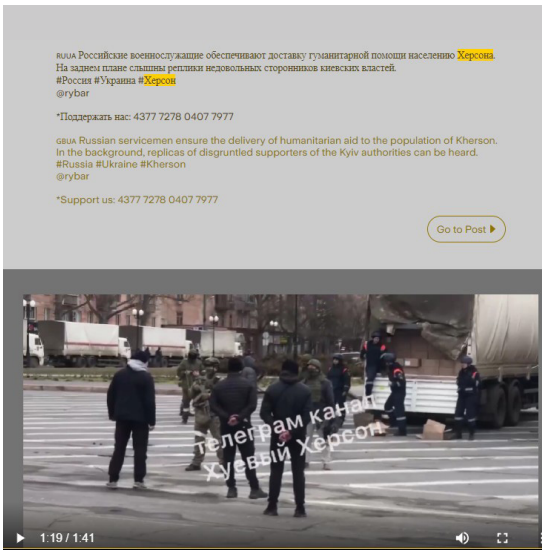 RUUA Российские военнослужащие обеспечивают доставку гуманитарной помощи населению Херсона.
На заднем плане слышны реплики недовольных сторонников киевских властей.
#Россия #Украина #Херсон
@rybar
*Поддержать нас: 4377 7278 0407 7977
GBUA Russian servicemen ensure the delivery of humanitarian aid to the population of Kherson.
In the background, replicas of disgruntled supporters of the Kyiv authorities can be heard.
#Russia #Ukraine #Kherson
@rybar
*Support us: 4377 7278 0407 7977
Go to Post
телеграм канал
Хуевый Херсон
1:19 / 1:41